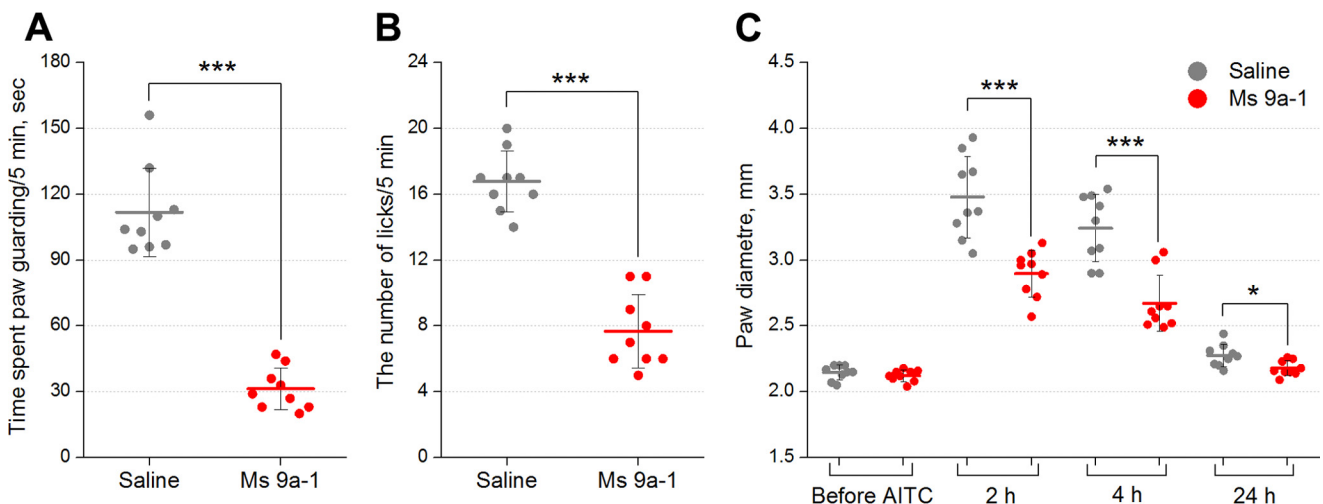 A
Time spent paw guarding/5 min, sec
180
150
120
90
60
30
0
***
Saline
Ms 9a-1
B
The number of licks/5 min
24
20
16
12
8
4
0
***
Saline
Ms 9a-1
C
Paw diametre, mm
4.5
4.0
3.5
3.0
2.5
2.0
1.5
Saline
Ms 9a-1
***
***
*
Before AITC
2 h
4 h
24 h